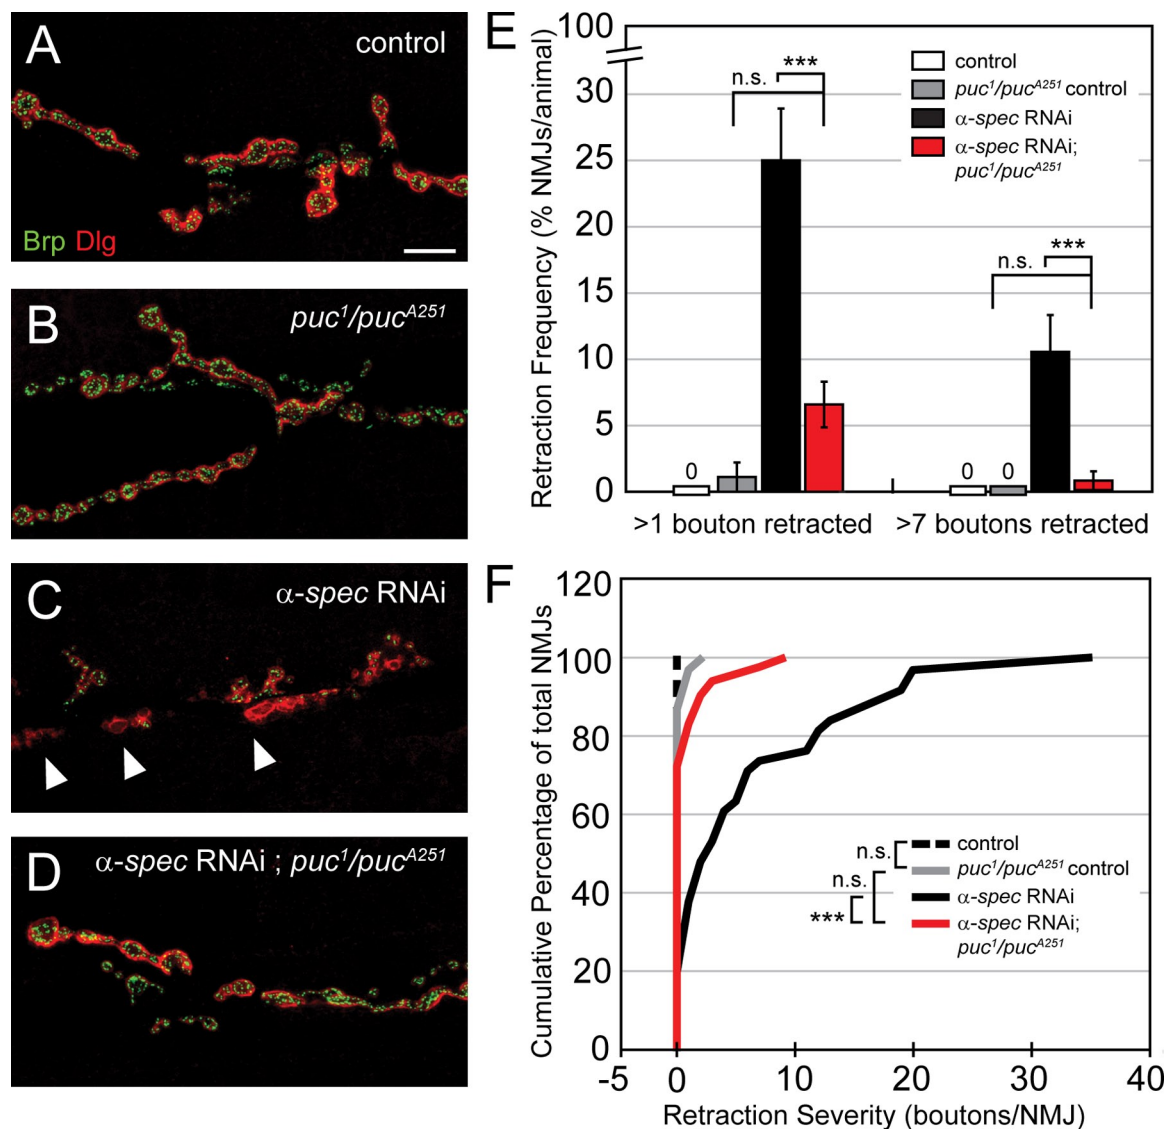 A
control
Brp Dlg
B
puc¹/pucᴬ²⁵¹
C
α-spec RNAi
D
α-spec RNAi ; puc¹/pucᴬ²⁵¹
E
Retraction Frequency (% NMJs/animal)
100
30
25
20
15
10
5
0
n.s.
***
0
n.s.
***
0
0
control
puc¹/pucᴬ²⁵¹ control
α-spec RNAi
α-spec RNAi;
puc¹/pucᴬ²⁵¹
>1 bouton retracted
>7 boutons retracted
F
Cumulative Percentage of total NMJs
120
100
80
60
40
20
0
n.s.
n.s.
***
control
puc¹/pucᴬ²⁵¹ control
α-spec RNAi
α-spec RNAi;
puc¹/pucᴬ²⁵¹
-5 0 10 20 30 40
Retraction Severity (boutons/NMJ)